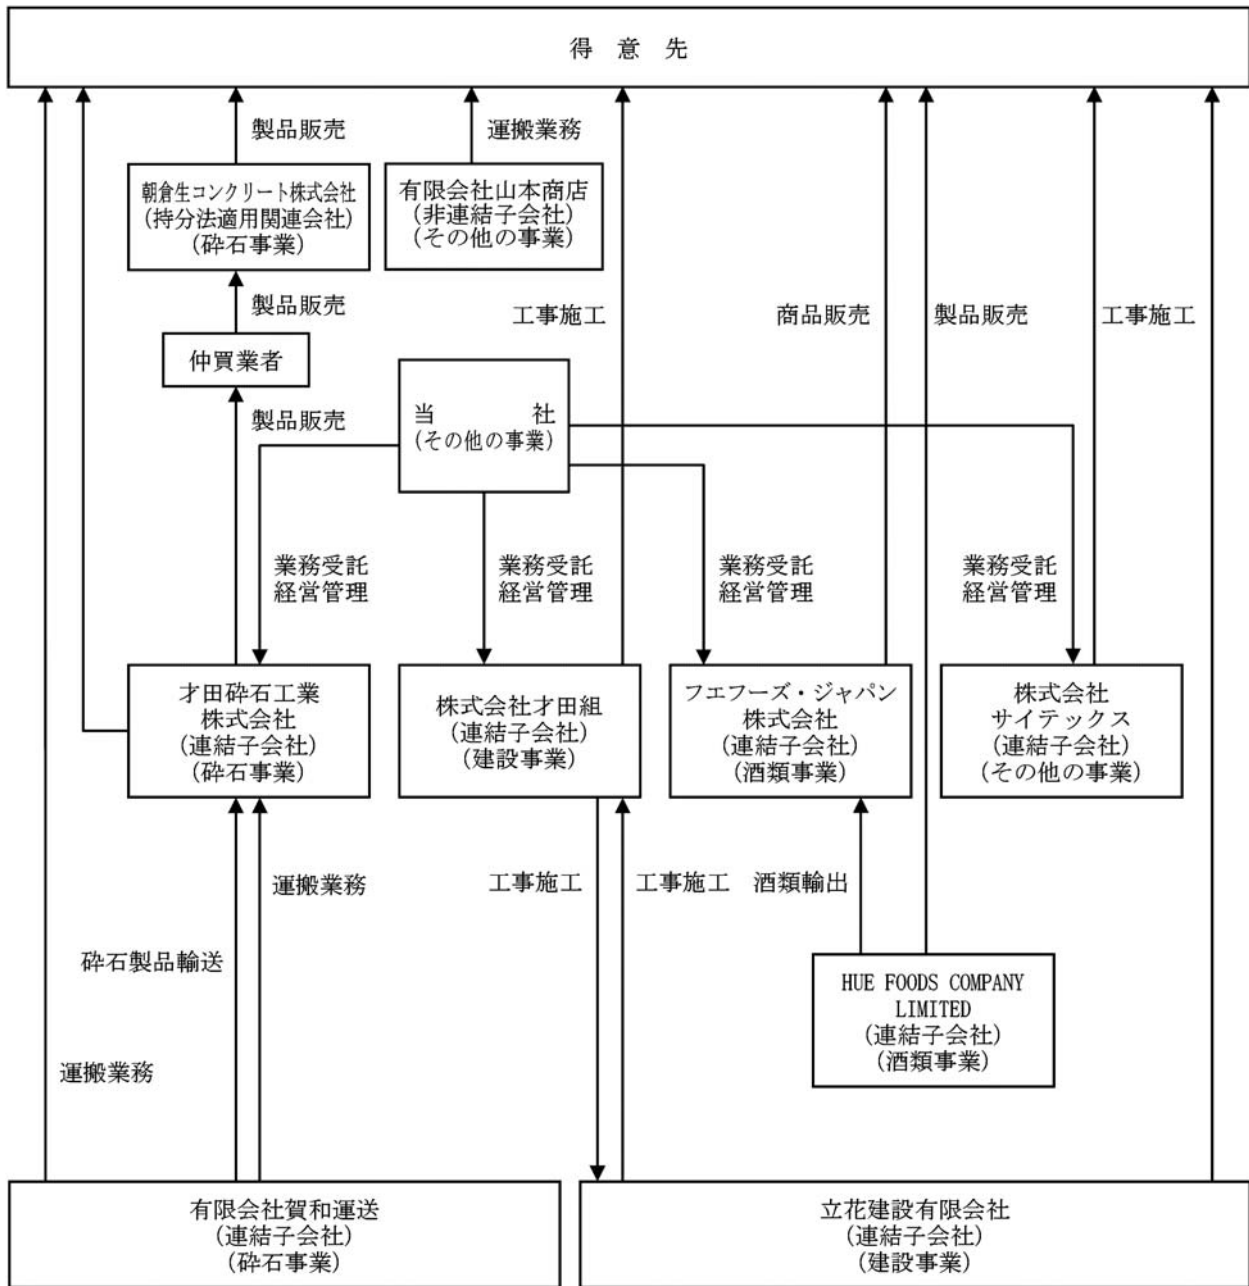 得 意 先
製品販売
運搬業務
朝倉生コンクリート株式会社
(持分法適用関連会社)
(砕石事業)
有限会社山本商店
(非連結子会社)
(その他の事業)
製品販売
工事施工
商品販売
製品販売
工事施工
仲買業者
製品販売
当 社
(その他の事業)
業務受託
経営管理
業務受託
経営管理
業務受託
経営管理
業務受託
経営管理
才田砕石工業
株式会社
(連結子会社)
(砕石事業)
株式会社才田組
(連結子会社)
(建設事業)
フエフーズ・ジャパン
株式会社
(連結子会社)
(酒類事業)
株式会社
サイテックス
(連結子会社)
(その他の事業)
運搬業務
工事施工
工事施工
酒類輸出
砕石製品輸送
HUE FOODS COMPANY
LIMITED
(連結子会社)
(酒類事業)
運搬業務
有限会社賀和運送
(連結子会社)
(砕石事業)
立花建設有限会社
(連結子会社)
(建設事業)